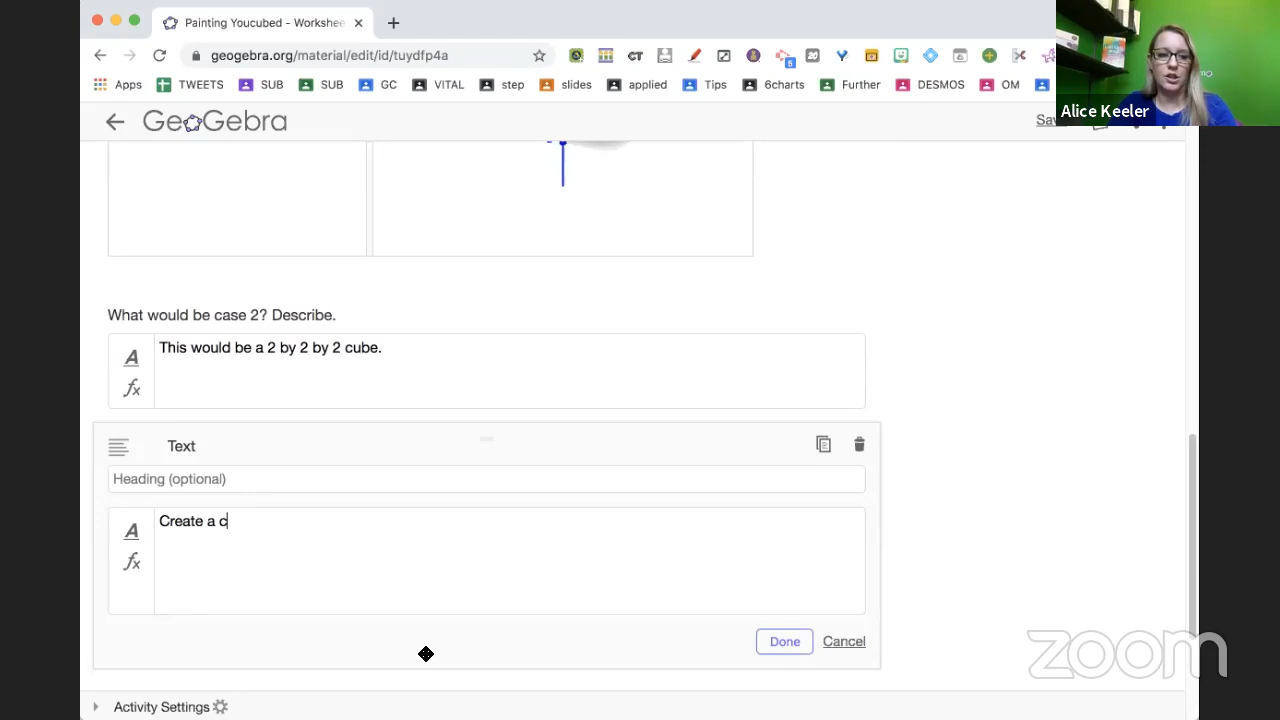 Painting Youcubed - Workshee
geogebra.org/material/edit/id/tuydfp4a
Apps TWEETS SUB SUB GC VITAL step slides applied Tips 6charts Further DESMOS OM
Alice Keeler
GeoGebra
What would be case 2? Describe.
This would be a 2 by 2 by 2 cube.
Text
Heading (optional)
Create a c
Done Cancel
Activity Settings
zoom